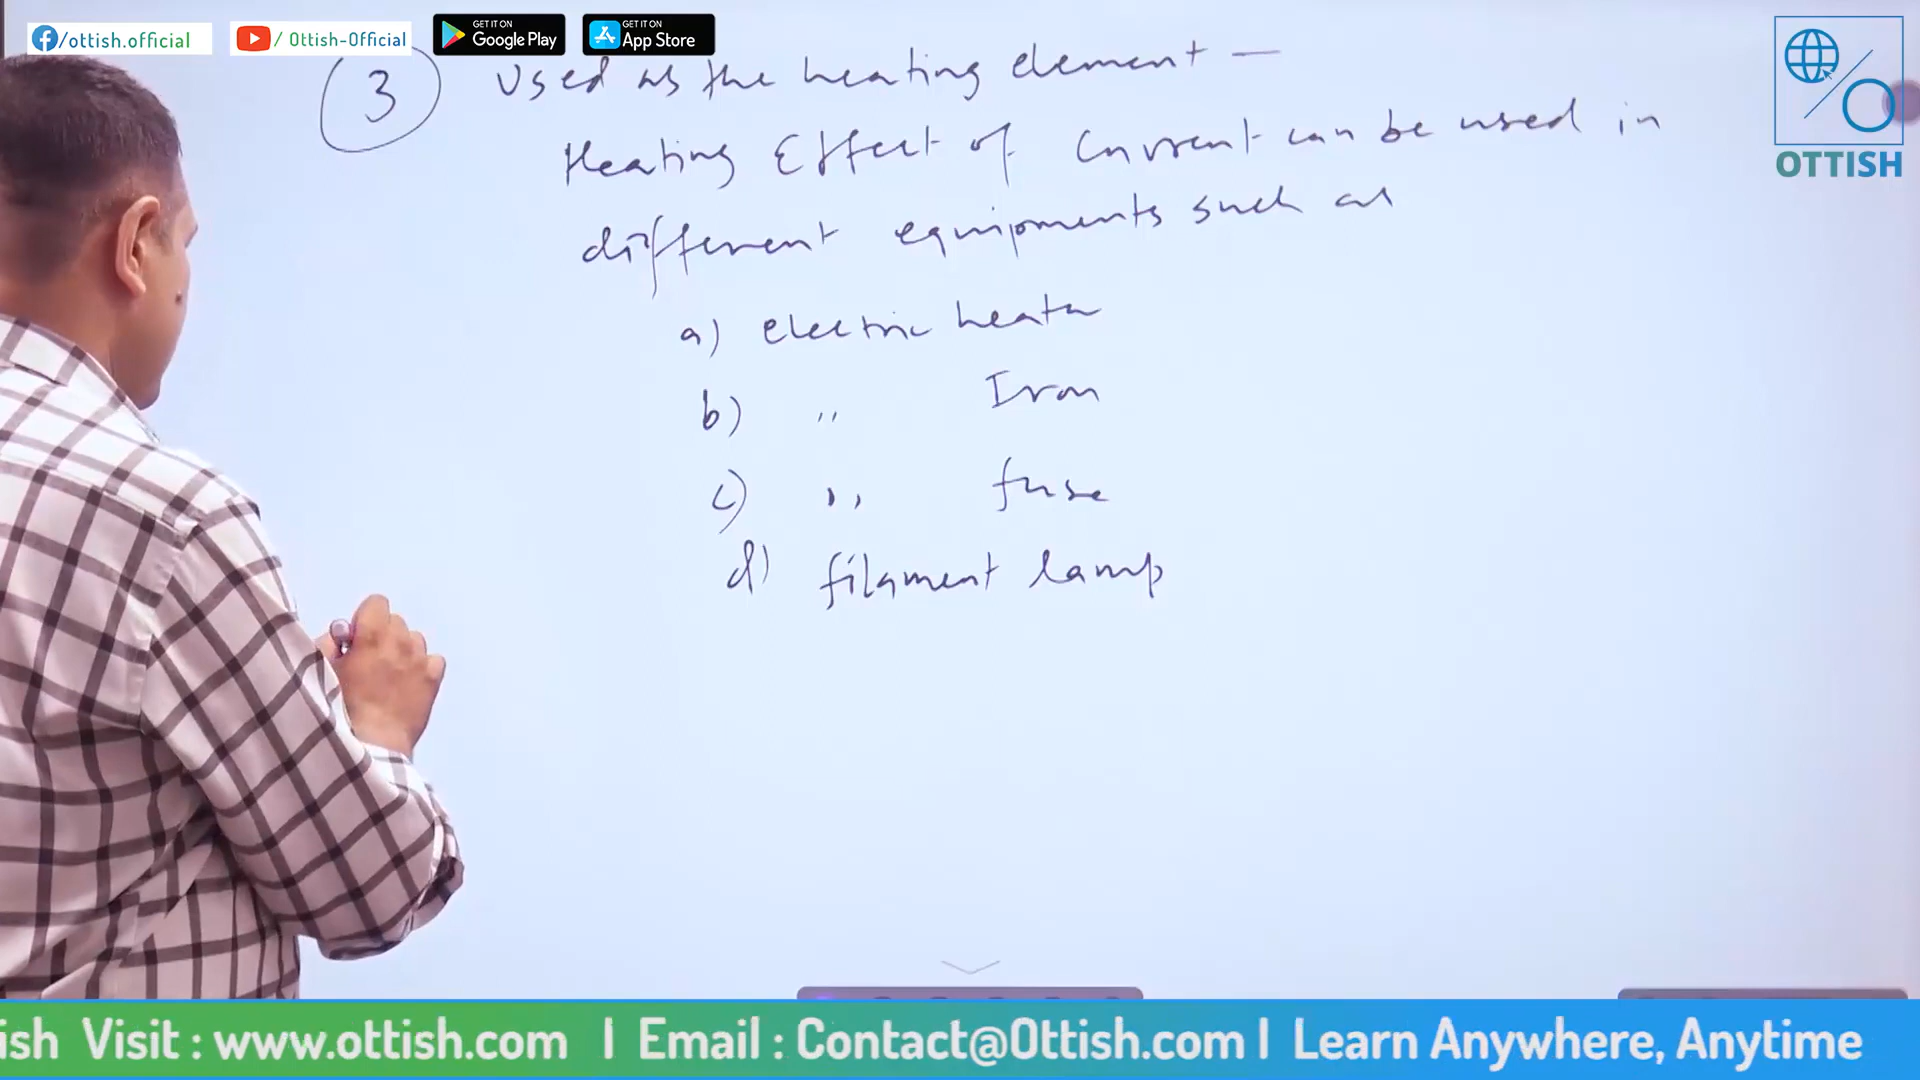 /ottish.official
/ Ottish-Official
GET IT ON
Google Play
GET IT ON
App Store
OTTISH
3 Used as the heating element —
Heating Effect of Current can be used in
different equipments such as
a) Electric heater
b) " Iron
c) " fuse
d) filament lamp
ish Visit : www.ottish.com | Email : Contact@Ottish.com | Learn Anywhere, Anytime